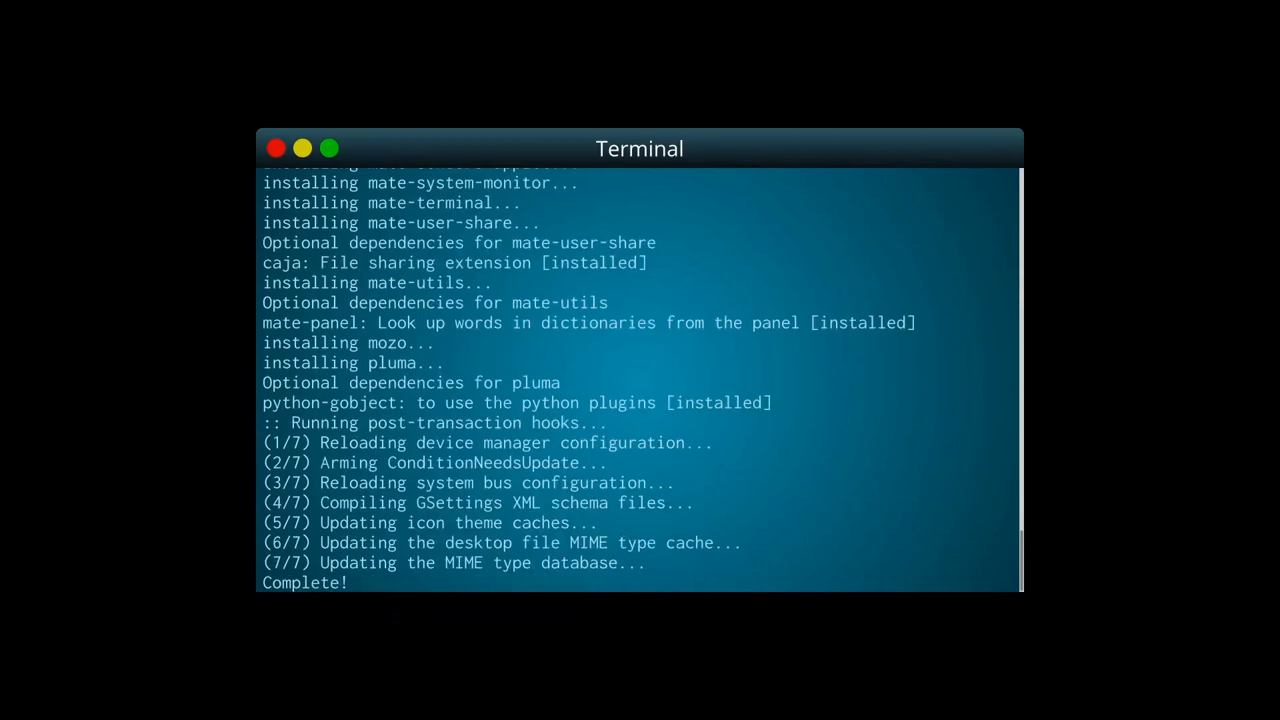 Terminal
installing mate-system-monitor...
installing mate-terminal...
installing mate-user-share...
Optional dependencies for mate-user-share
caja: File sharing extension [installed]
installing mate-utils...
Optional dependencies for mate-utils
mate-panel: Look up words in dictionaries from the panel [installed]
installing mozo...
installing pluma...
Optional dependencies for pluma
python-gobject: to use the python plugins [installed]
:: Running post-transaction hooks...
(1/7) Reloading device manager configuration...
(2/7) Arming ConditionNeedsUpdate...
(3/7) Reloading system bus configuration...
(4/7) Compiling GSettings XML schema files...
(5/7) Updating icon theme caches...
(6/7) Updating the desktop file MIME type cache...
(7/7) Updating the MIME type database...
Complete!